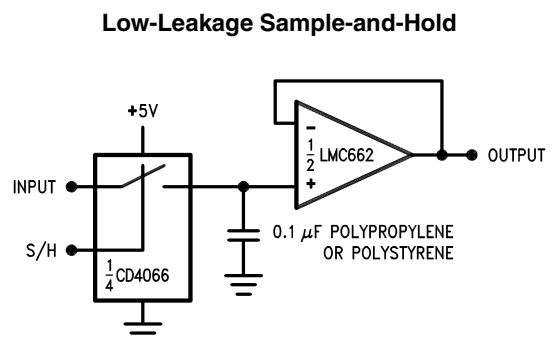 Low-Leakage Sample-and-Hold
+5V
INPUT
S/H
1/4 CD4066
-
+
1/2 LMC662
OUTPUT
0.1 μF POLYPROPYLENE
OR POLYSTYRENE